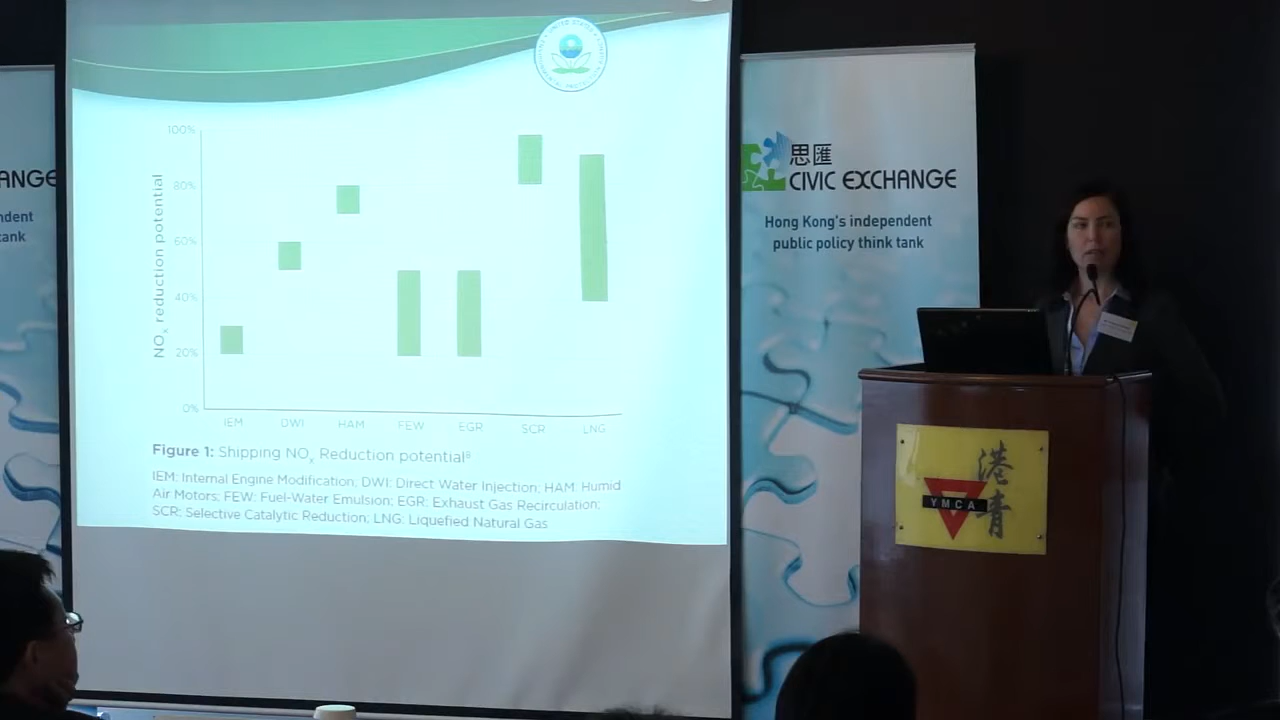 100%
80%
60%
40%
20%
0%
NOx reduction potential
IEM DWI HAM FEW EGR SCR LNG
Figure 1: Shipping NOx Reduction potential⁸
IEM: Internal Engine Modification; DWI: Direct Water Injection; HAM: Humid
Air Motors; FEW: Fuel-Water Emulsion; EGR: Exhaust Gas Recirculation;
SCR: Selective Catalytic Reduction; LNG: Liquefied Natural Gas
ANGE
思匯
CIVIC EXCHANGE
Hong Kong's independent
public policy think tank
港
YMCA
青